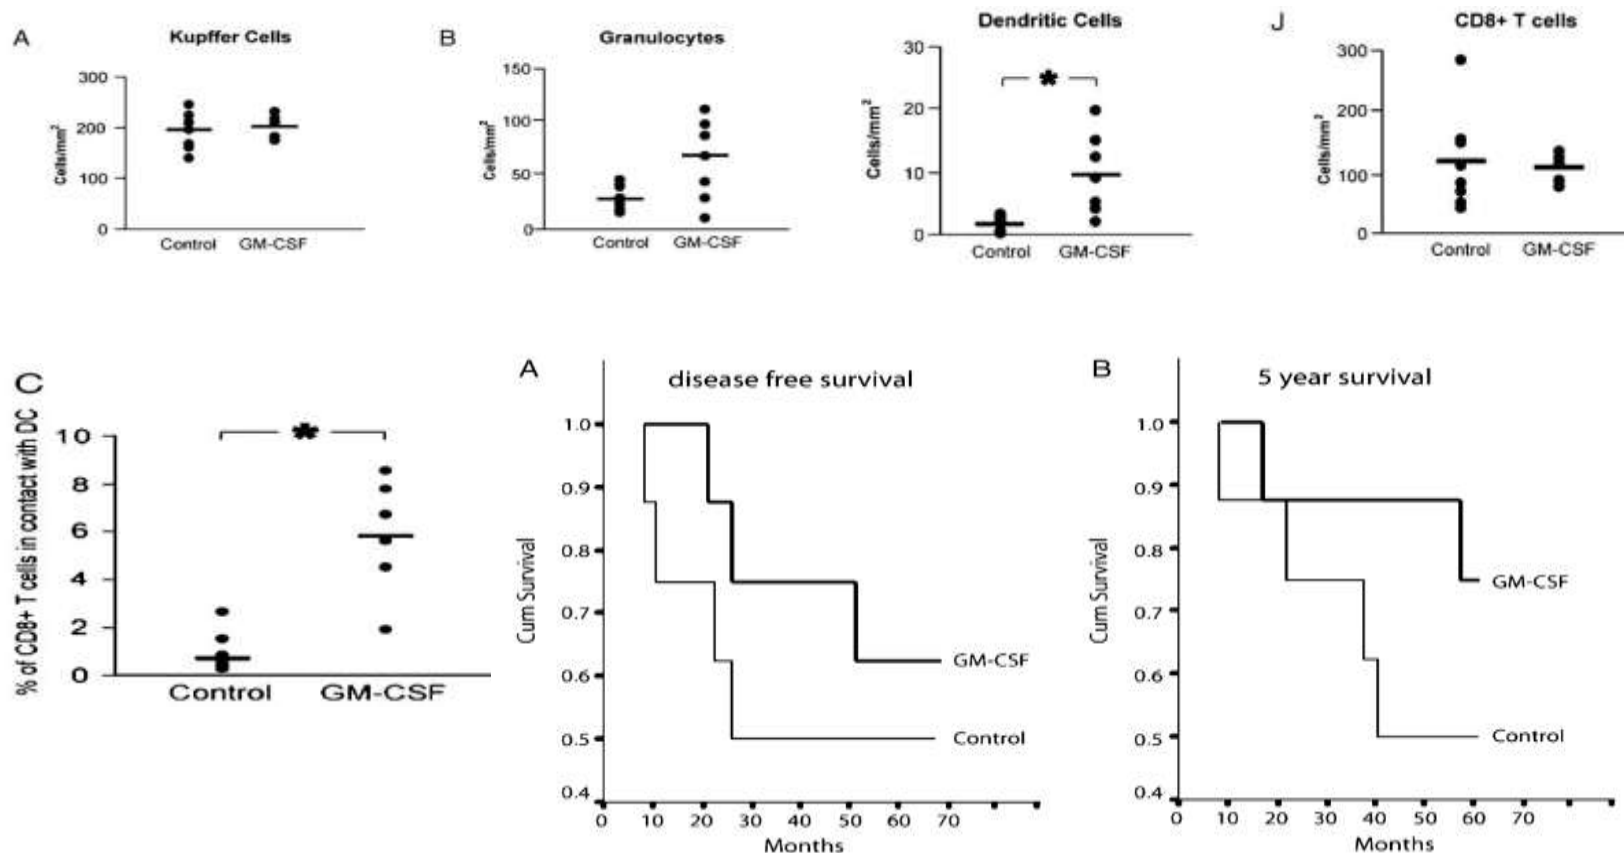 A
Kupffer Cells
Cells/mm²
300
200
100
0
Control GM-CSF
B
Granulocytes
Cells/mm²
150
100
50
0
Control GM-CSF
Dendritic Cells
Cells/mm²
30
20
10
0
*
Control GM-CSF
J
CD8+ T cells
Cells/mm²
300
200
100
0
Control GM-CSF
C
% of CD8+ T cells in contact with DC
10
8
6
4
2
0
*
Control GM-CSF
A
disease free survival
Cum Survival
1.0
0.9
0.8
0.7
0.6
0.5
0.4
GM-CSF
Control
0 10 20 30 40 50 60 70
Months
B
5 year survival
Cum Survival
1.0
0.9
0.8
0.7
0.6
0.5
0.4
GM-CSF
Control
0 10 20 30 40 50 60 70
Months